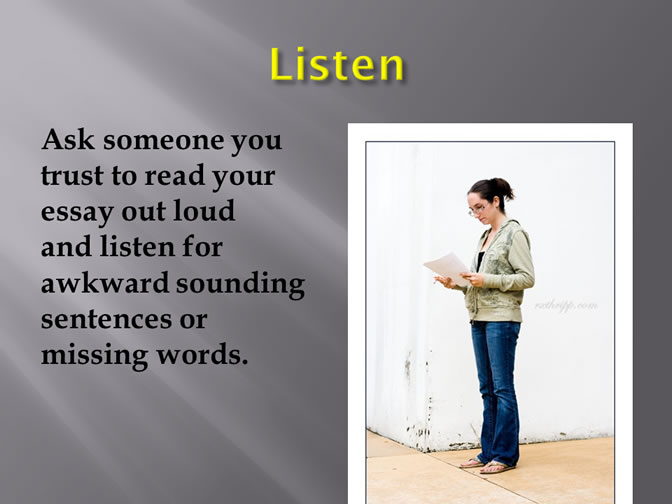 Listen
Ask someone you
trust to read your
essay out loud
and listen for
awkward sounding
sentences or
missing words.
rxthripp.com